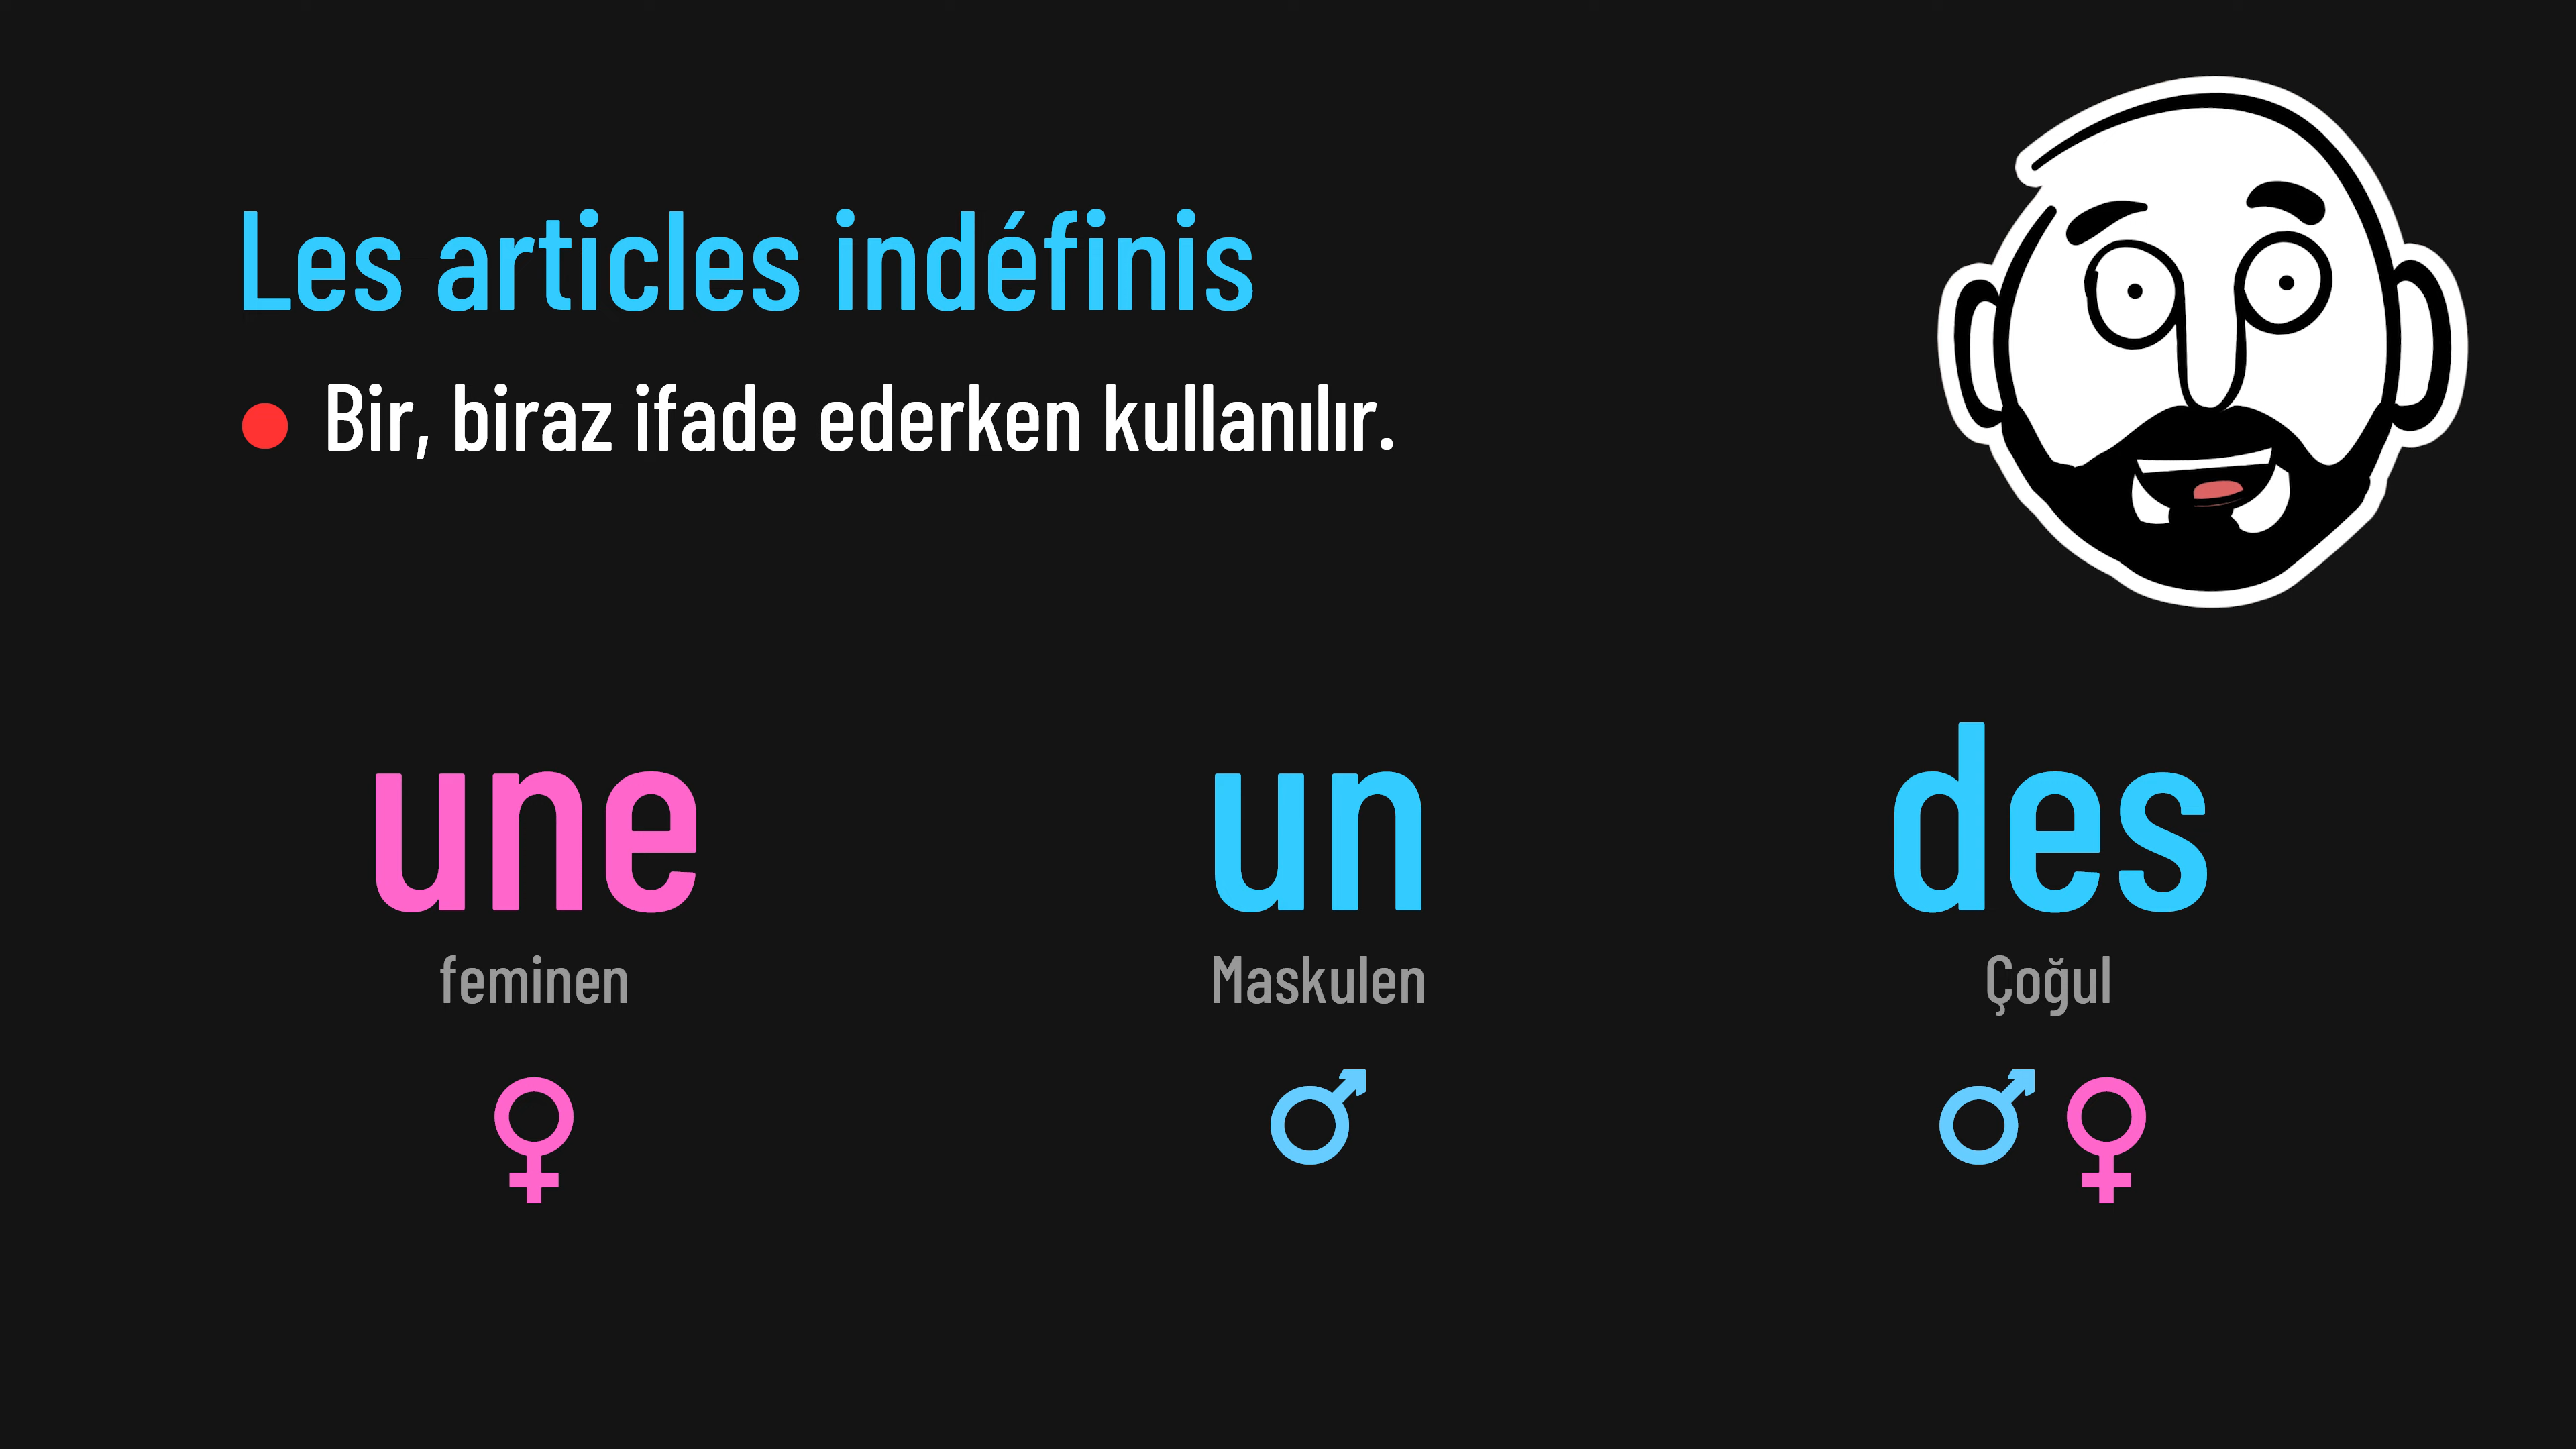 Les articles indéfinis
Bir, biraz ifade ederken kullanılır.
une
feminen
un
Maskulen
des
Çoğul